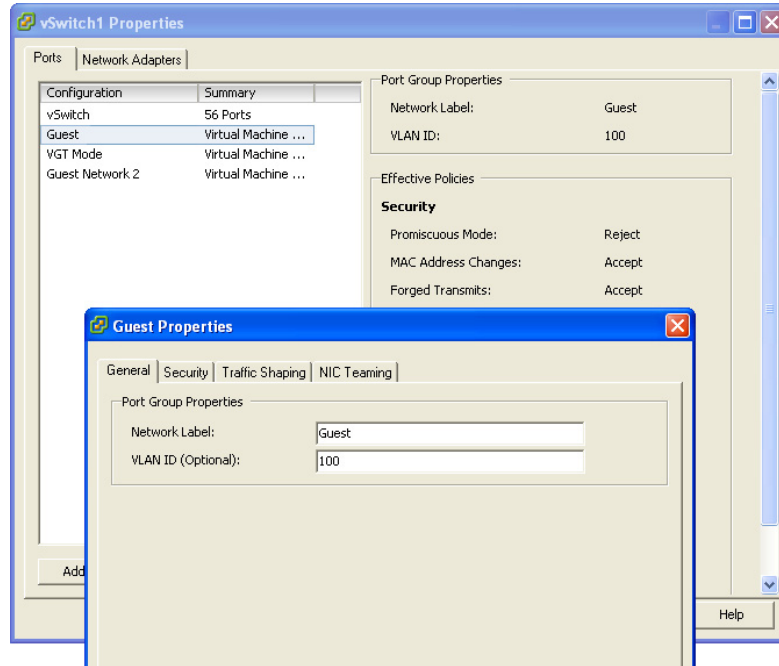 vSwitch1 Properties
Ports Network Adapters
Configuration Summary
vSwitch 56 Ports
Guest Virtual Machine ...
VGT Mode Virtual Machine ...
Guest Network 2 Virtual Machine ...
Port Group Properties
Network Label: Guest
VLAN ID: 100
Effective Policies
Security
Promiscuous Mode: Reject
MAC Address Changes: Accept
Forged Transmits: Accept
Guest Properties
General Security Traffic Shaping NIC Teaming
Port Group Properties
Network Label: Guest
VLAN ID (Optional): 100
Add
Help